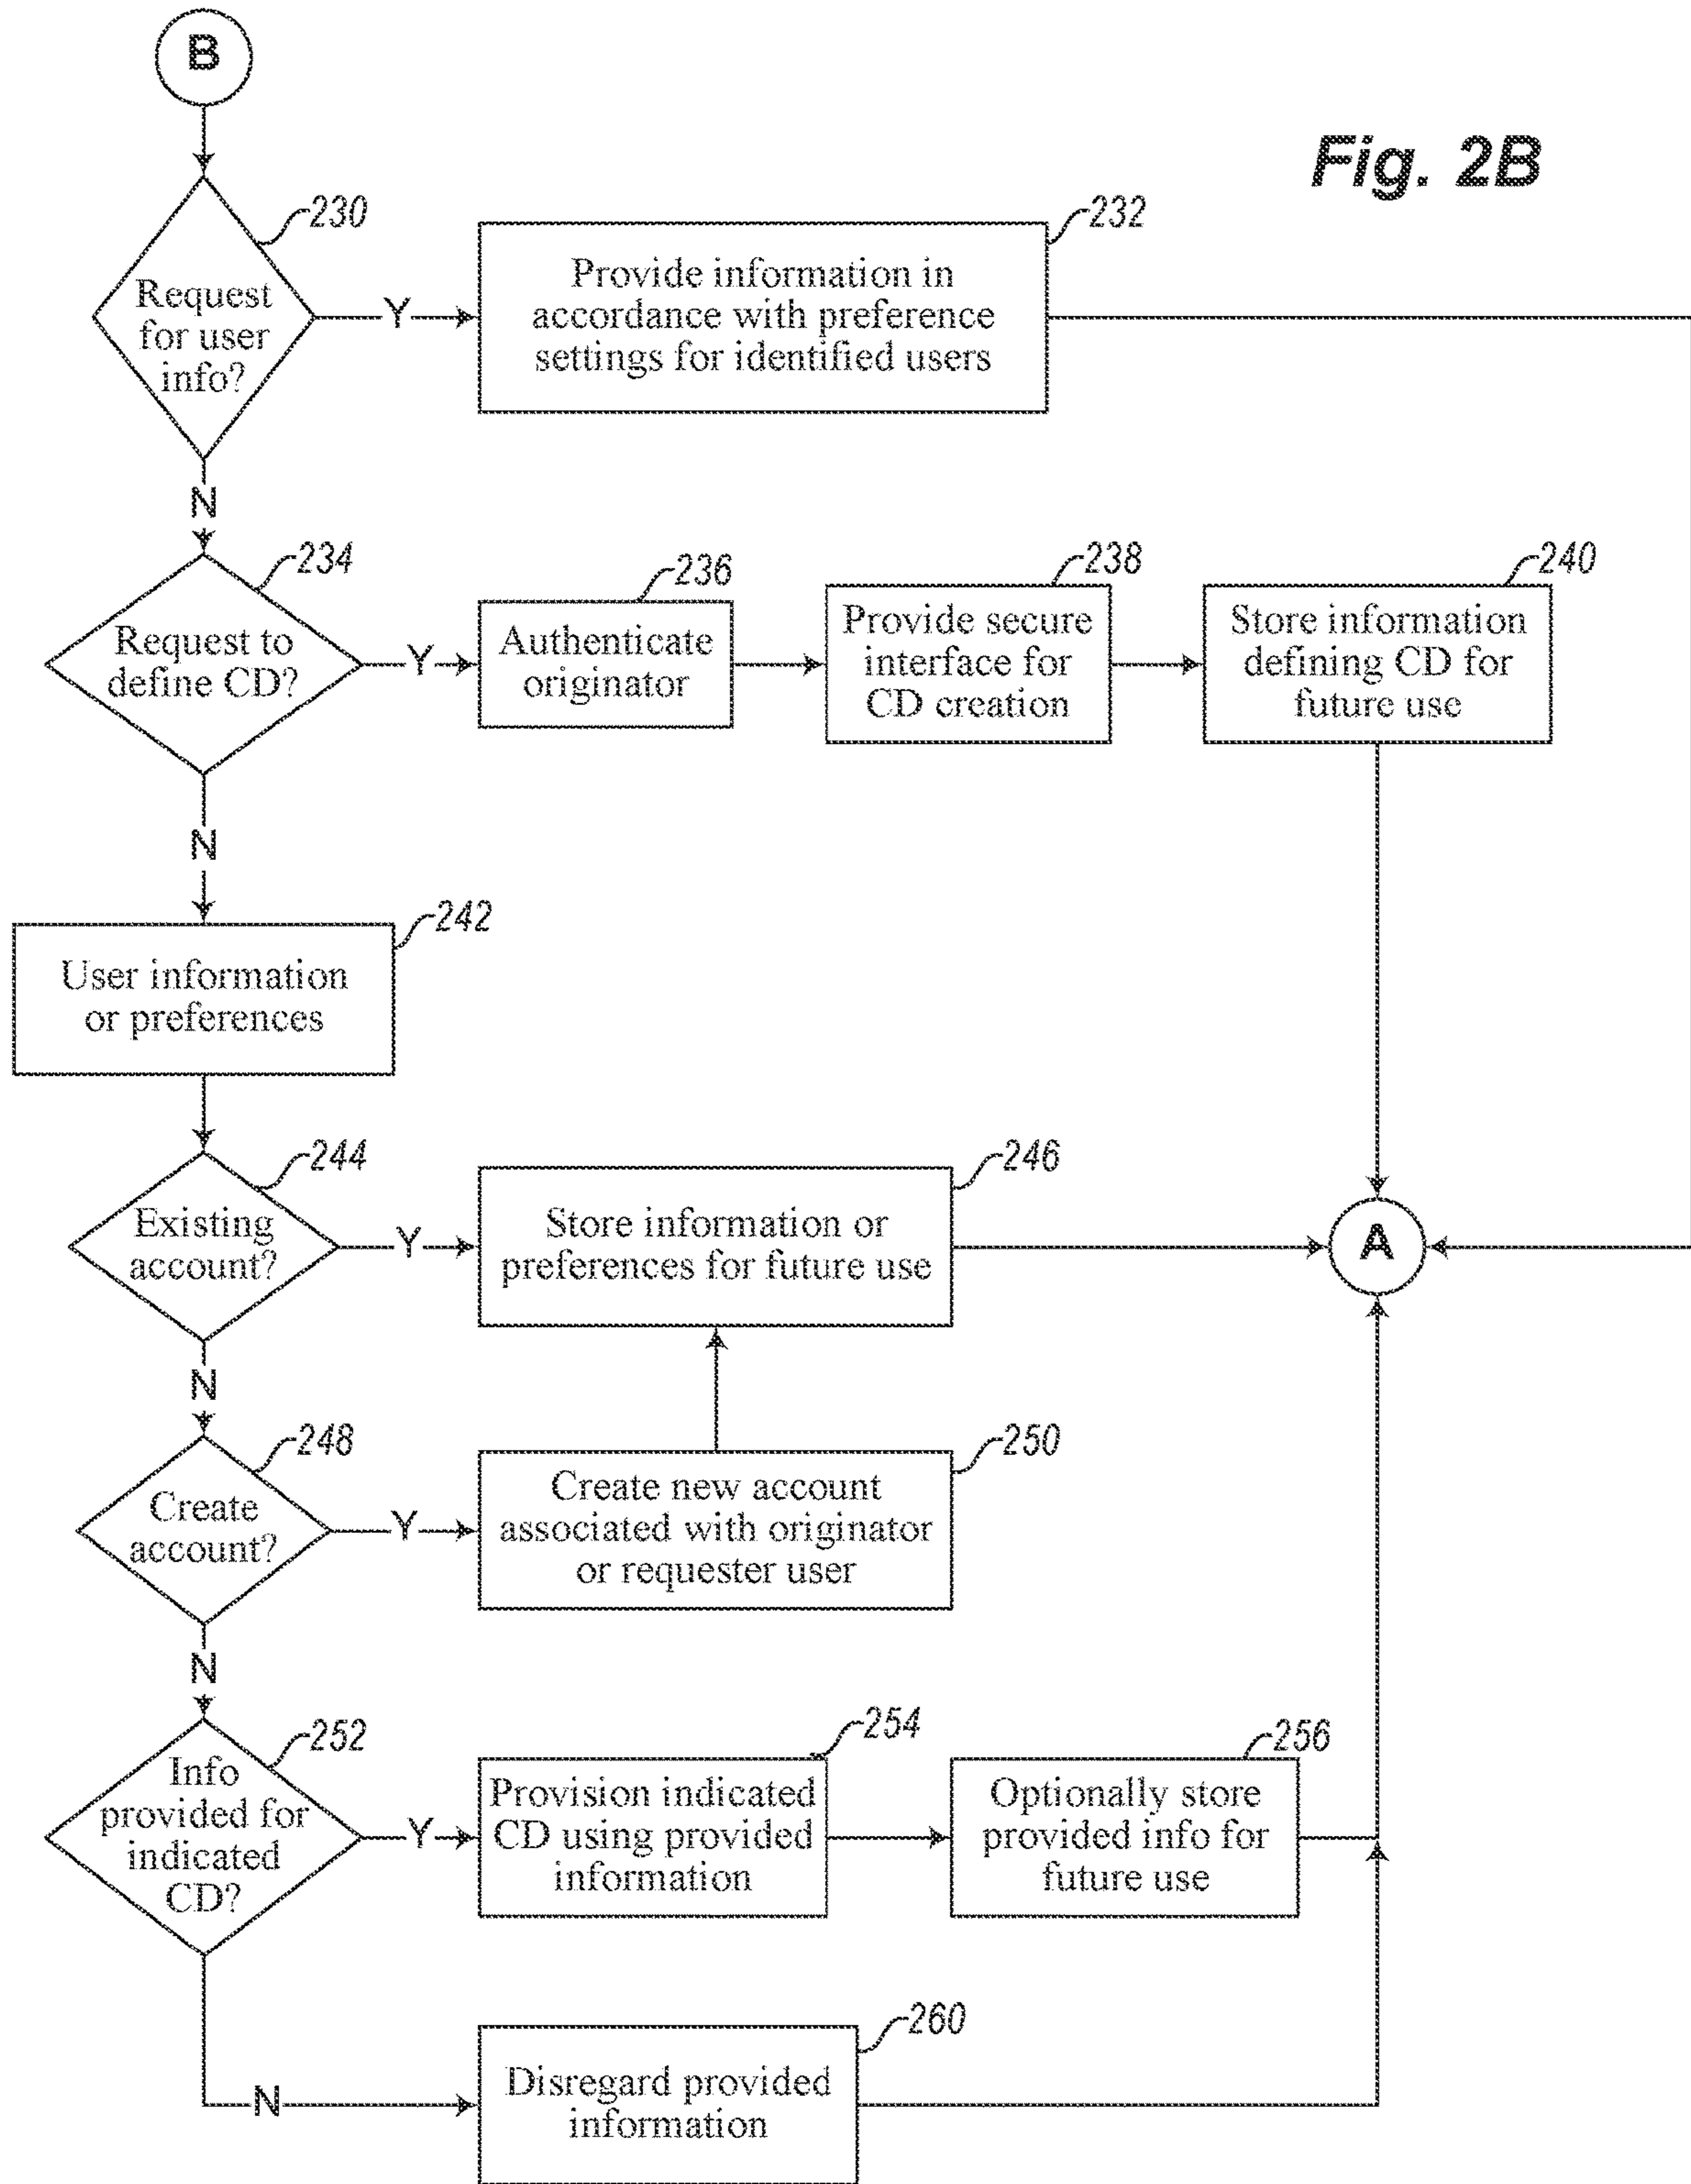 B
Fig. 2B
230
Request
for user
info?
Y
232
Provide information in
accordance with preference
settings for identified users
N
234
Request to
define CD?
Y
236
Authenticate
originator
238
Provide secure
interface for
CD creation
240
Store information
defining CD for
future use
N
242
User information
or preferences
244
Existing
account?
Y
246
Store information or
preferences for future use
A
N
248
Create
account?
Y
250
Create new account
associated with originator
or requester user
N
252
Info
provided for
indicated
CD?
Y
254
Provision indicated
CD using provided
information
256
Optionally store
provided info for
future use
N
260
Disregard provided
information